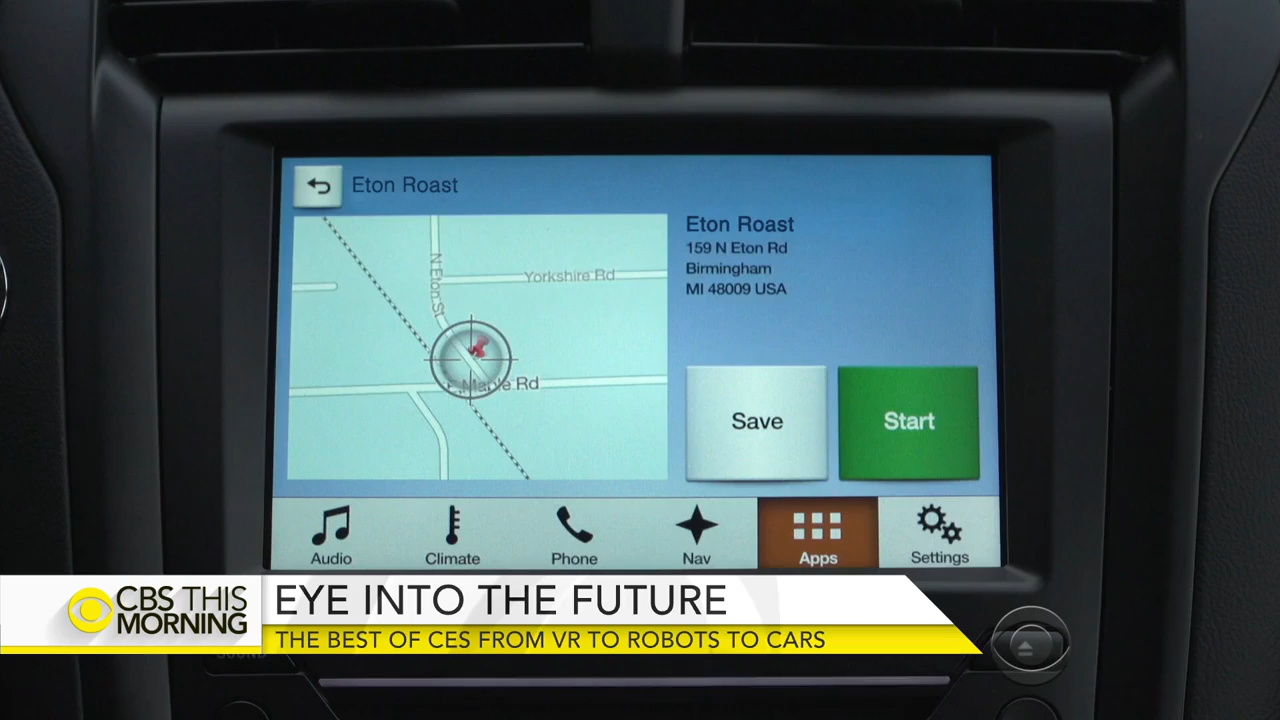 Eton Roast
Eton Roast
159 N Eton Rd
Birmingham
MI 48009 USA
N Eton St
Yorkshire Rd
E Maple Rd
Save
Start
Audio
Climate
Phone
Nav
Apps
Settings
CBS THIS
MORNING
EYE INTO THE FUTURE
THE BEST OF CES FROM VR TO ROBOTS TO CARS